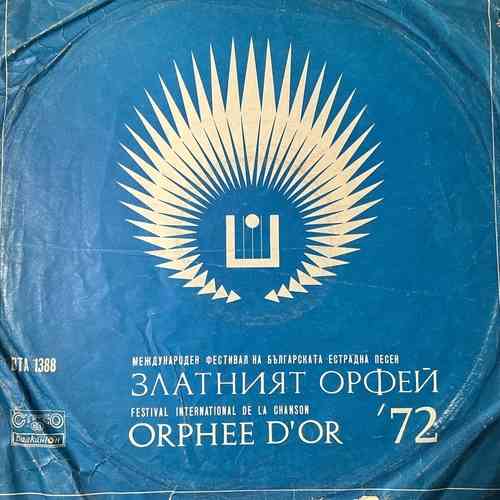 МЕЖДУНАРОДЕН ФЕСТИВАЛ НА БЪЛГАРСКАТА ЕСТРАДНА ПЕСЕН
ВТА 1388
ЗЛАТНИЯТ ОРФЕЙ
FESTIVAL INTERNATIONAL DE LA CHANSON
ORPHEE D'OR '72
СТЕРЕО
Балкантон